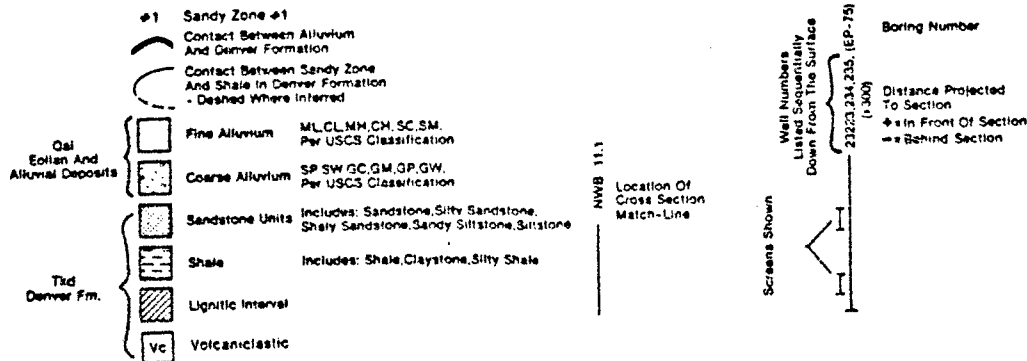 #1 Sandy Zone #1
Contact Between Alluvium
And Denver Formation
Contact Between Sandy Zone
And Shale In Denver Formation
- Dashed Where Inferred
Qal
Eolian And
Alluvial Deposits
Fine Alluvium
ML,CL,MH,CH,SC,SM,
Per USCS Classification
Coarse Alluvium
SP,SW,GC,GM,GP,GW,
Per USCS Classification
Tkd
Denver Fm.
Sandstone Units
Includes: Sandstone,Silty Sandstone,
Shaly Sandstone,Sandy Siltstone,Siltstone
Shale
Includes: Shale,Claystone,Silty Shale
Lignitic Interval
Vc Volcaniclastic
NWB 11.1
Location Of
Cross Section
Match-Line
Well Numbers
Listed Sequentially
Down From The Surface
23223,234,235, (EP-75)
(+300)
Boring Number
Distance Projected
To Section
+=In Front Of Section
-=Behind Section
Screens Shown